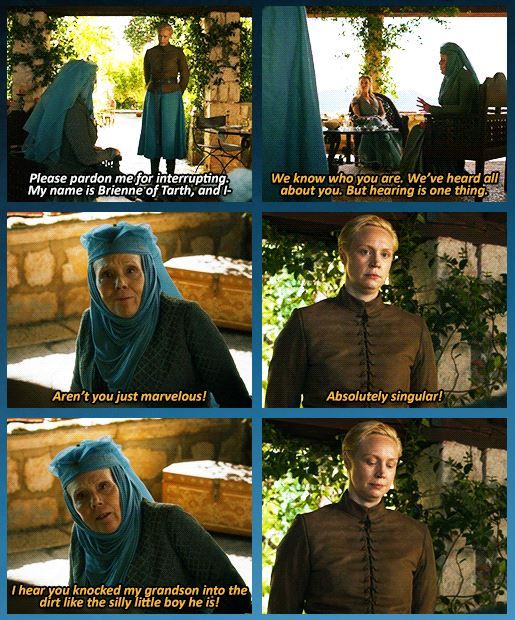 Please pardon me for interrupting.
My name is Brienne of Tarth, and I-
We know who you are. We've heard all
about you. But hearing is one thing.
Aren't you just marvelous!
Absolutely singular!
I hear you knocked my grandson into the
dirt like the silly little boy he is!